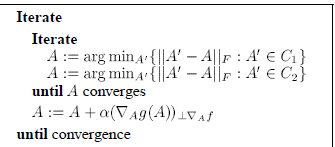 Iterate
Iterate
A := arg min_{A'} {||A' − A||_F : A' ∈ C_1}
A := arg min_{A'} {||A' − A||_F : A' ∈ C_2}
until A converges
A := A + α(∇_A g(A))_{⊥∇_A f}
until convergence